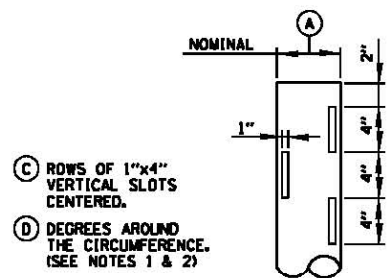 A
NOMINAL
2"
1"
4"
4"
4"
C ROWS OF 1"x4"
VERTICAL SLOTS
CENTERED.
D DEGREES AROUND
THE CIRCUMFERENCE.
(SEE NOTES 1 & 2)